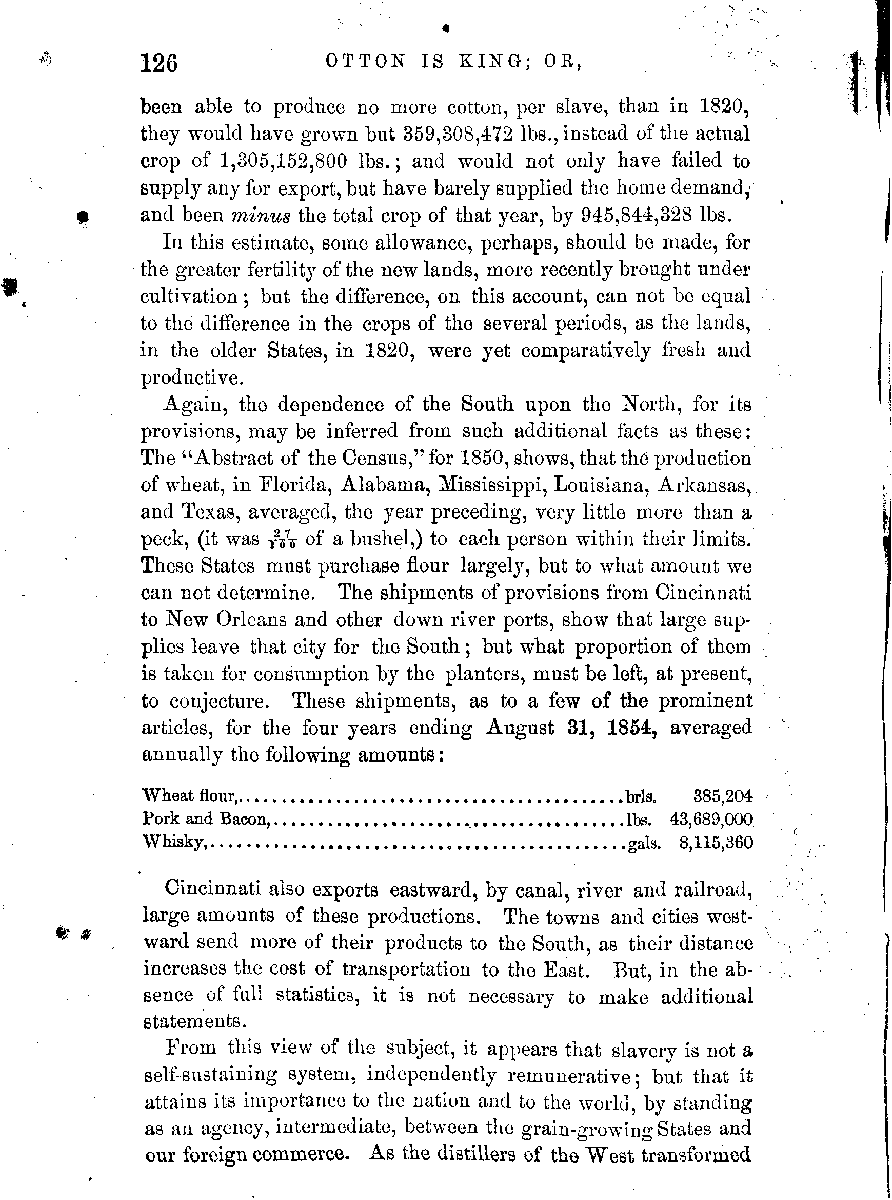 126 OTTON IS KING; OR,
been able to produce no more cotton, per slave, than in 1820,
they would have grown but 359,308,472 lbs., instead of the actual
crop of 1,305,152,800 lbs.; and would not only have failed to
supply any for export, but have barely supplied the home demand,
and been minus the total crop of that year, by 945,844,328 lbs.
In this estimate, some allowance, perhaps, should be made, for
the greater fertility of the new lands, more recently brought under
cultivation; but the difference, on this account, can not be equal
to the difference in the crops of the several periods, as the lands,
in the older States, in 1820, were yet comparatively fresh and
productive.
Again, the dependence of the South upon the North, for its
provisions, may be inferred from such additional facts as these:
The "Abstract of the Census," for 1850, shows, that the production
of wheat, in Florida, Alabama, Mississippi, Louisiana, Arkansas,
and Texas, averaged, the year preceding, very little more than a
peck, (it was 27/100 of a bushel,) to each person within their limits.
These States must purchase flour largely, but to what amount we
can not determine. The shipments of provisions from Cincinnati
to New Orleans and other down river ports, show that large sup-
plies leave that city for the South; but what proportion of them
is taken for consumption by the planters, must be left, at present,
to conjecture. These shipments, as to a few of the prominent
articles, for the four years ending August 31, 1854, averaged
annually the following amounts:
Wheat flour,..........................................brls. 385,204
Pork and Bacon,.......................................lbs. 43,689,000
Whisky,..............................................gals. 8,115,360
Cincinnati also exports eastward, by canal, river and railroad,
large amounts of these productions. The towns and cities west-
ward send more of their products to the South, as their distance
increases the cost of transportation to the East. But, in the ab-
sence of full statistics, it is not necessary to make additional
statements.
From this view of the subject, it appears that slavery is not a
self-sustaining system, independently remunerative; but that it
attains its importance to the nation and to the world, by standing
as an agency, intermediate, between the grain-growing States and
our foreign commerce. As the distillers of the West transformed